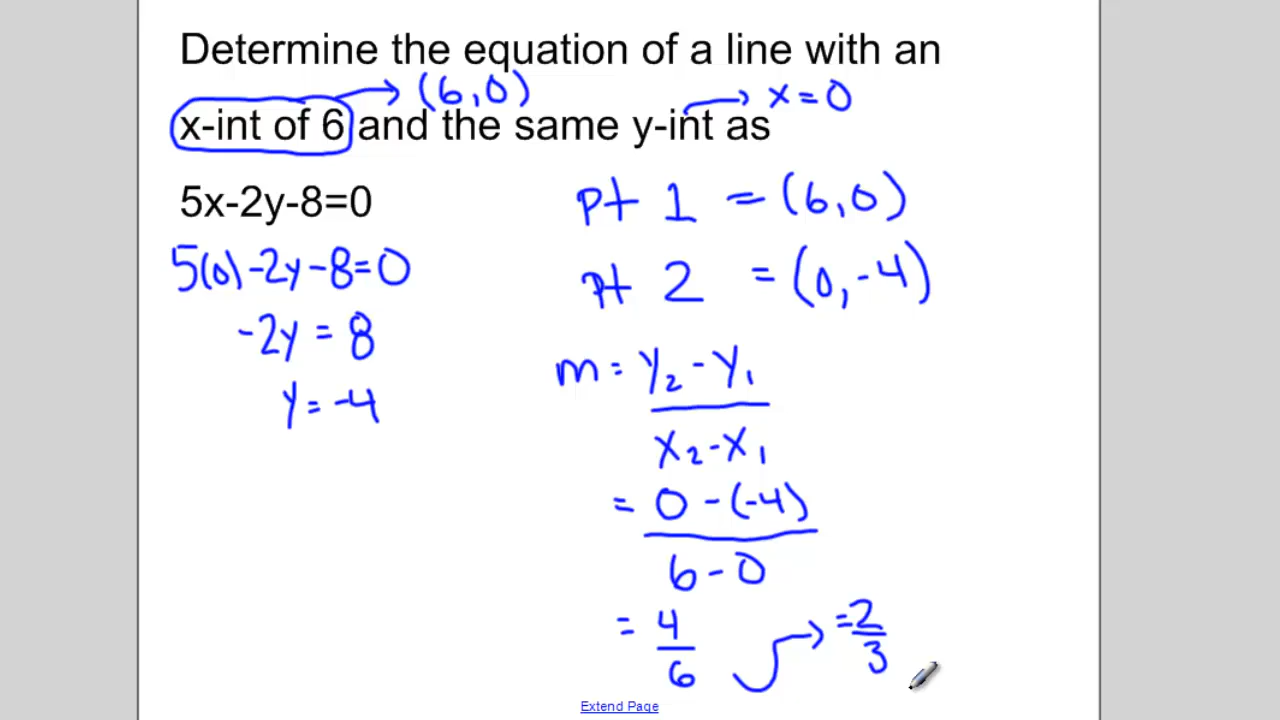 Determine the equation of a line with an
→ (6,0) → x=0
x-int of 6 and the same y-int as
5x-2y-8=0
5(0)-2y-8=0
-2y = 8
y = -4
pt 1 = (6,0)
pt 2 = (0,-4)
m = y₂ - y₁
x₂ - x₁
= 0 - (-4)
6 - 0
= 4/6 → = 2/3
Extend Page